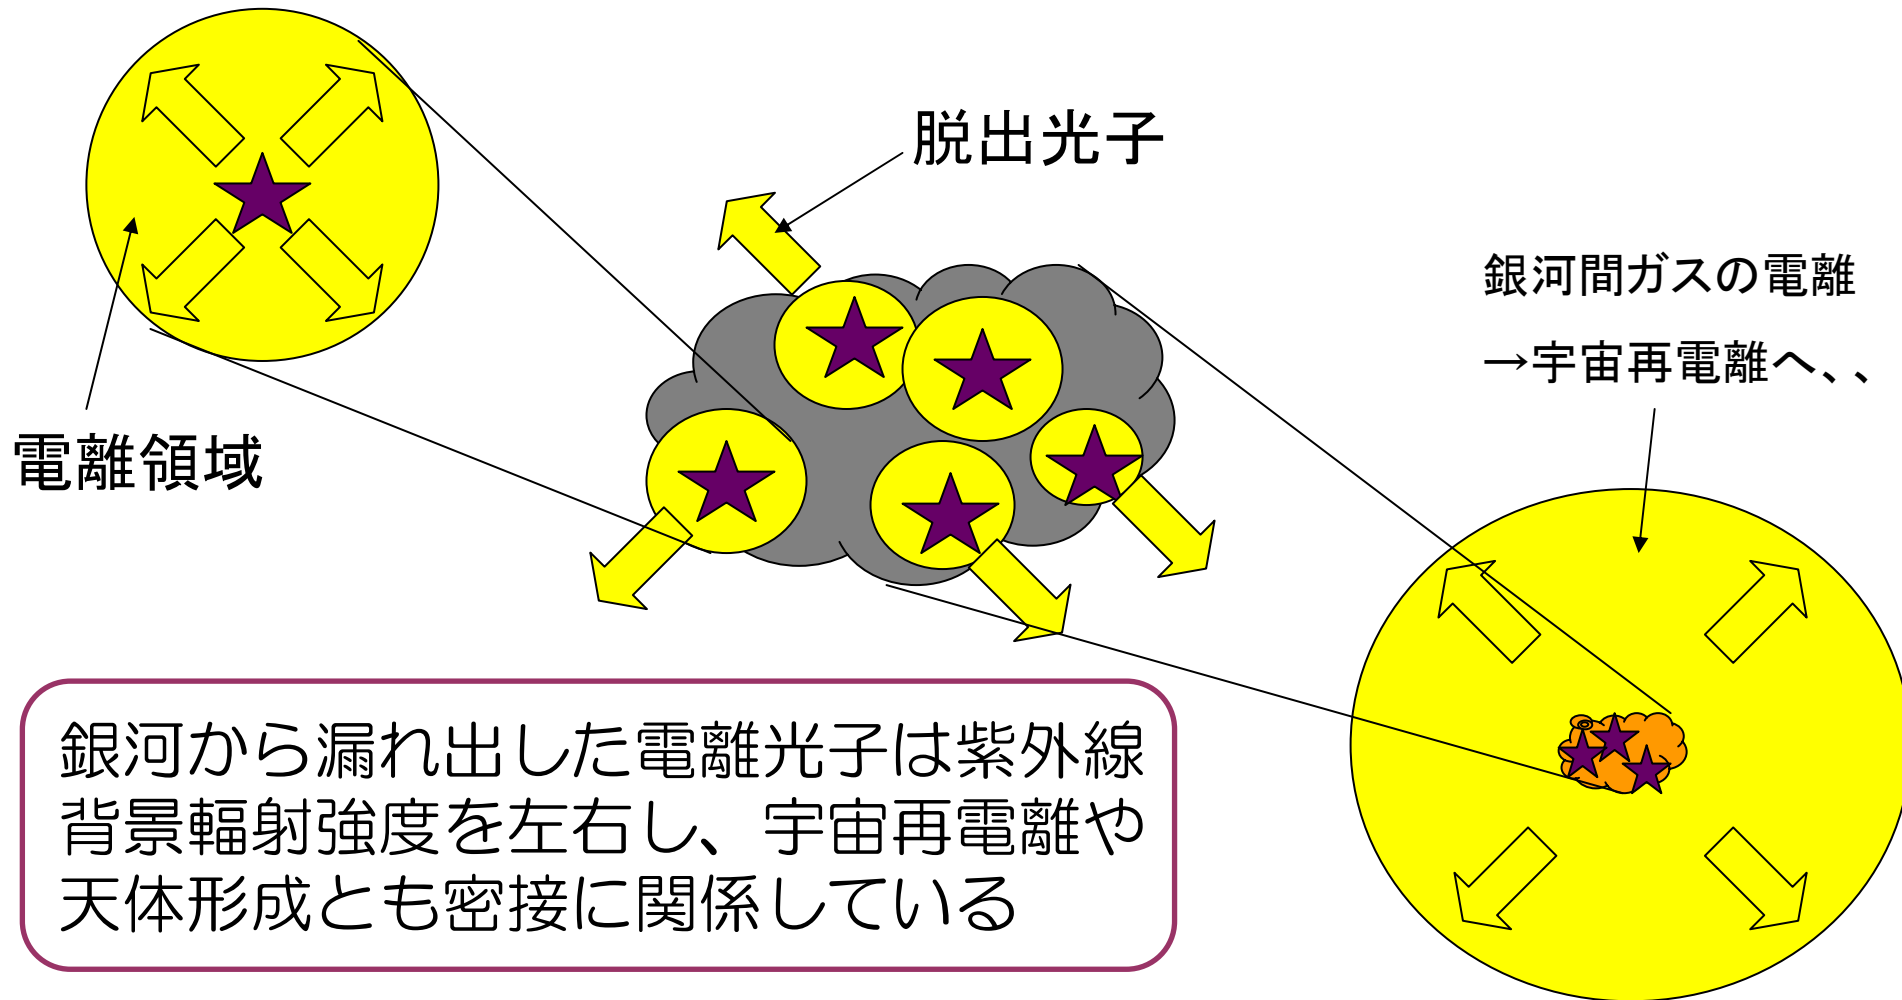 脱出光子
銀河間ガスの電離
→宇宙再電離へ、、
電離領域
銀河から漏れ出した電離光子は紫外線
背景輻射強度を左右し、宇宙再電離や
天体形成とも密接に関係している